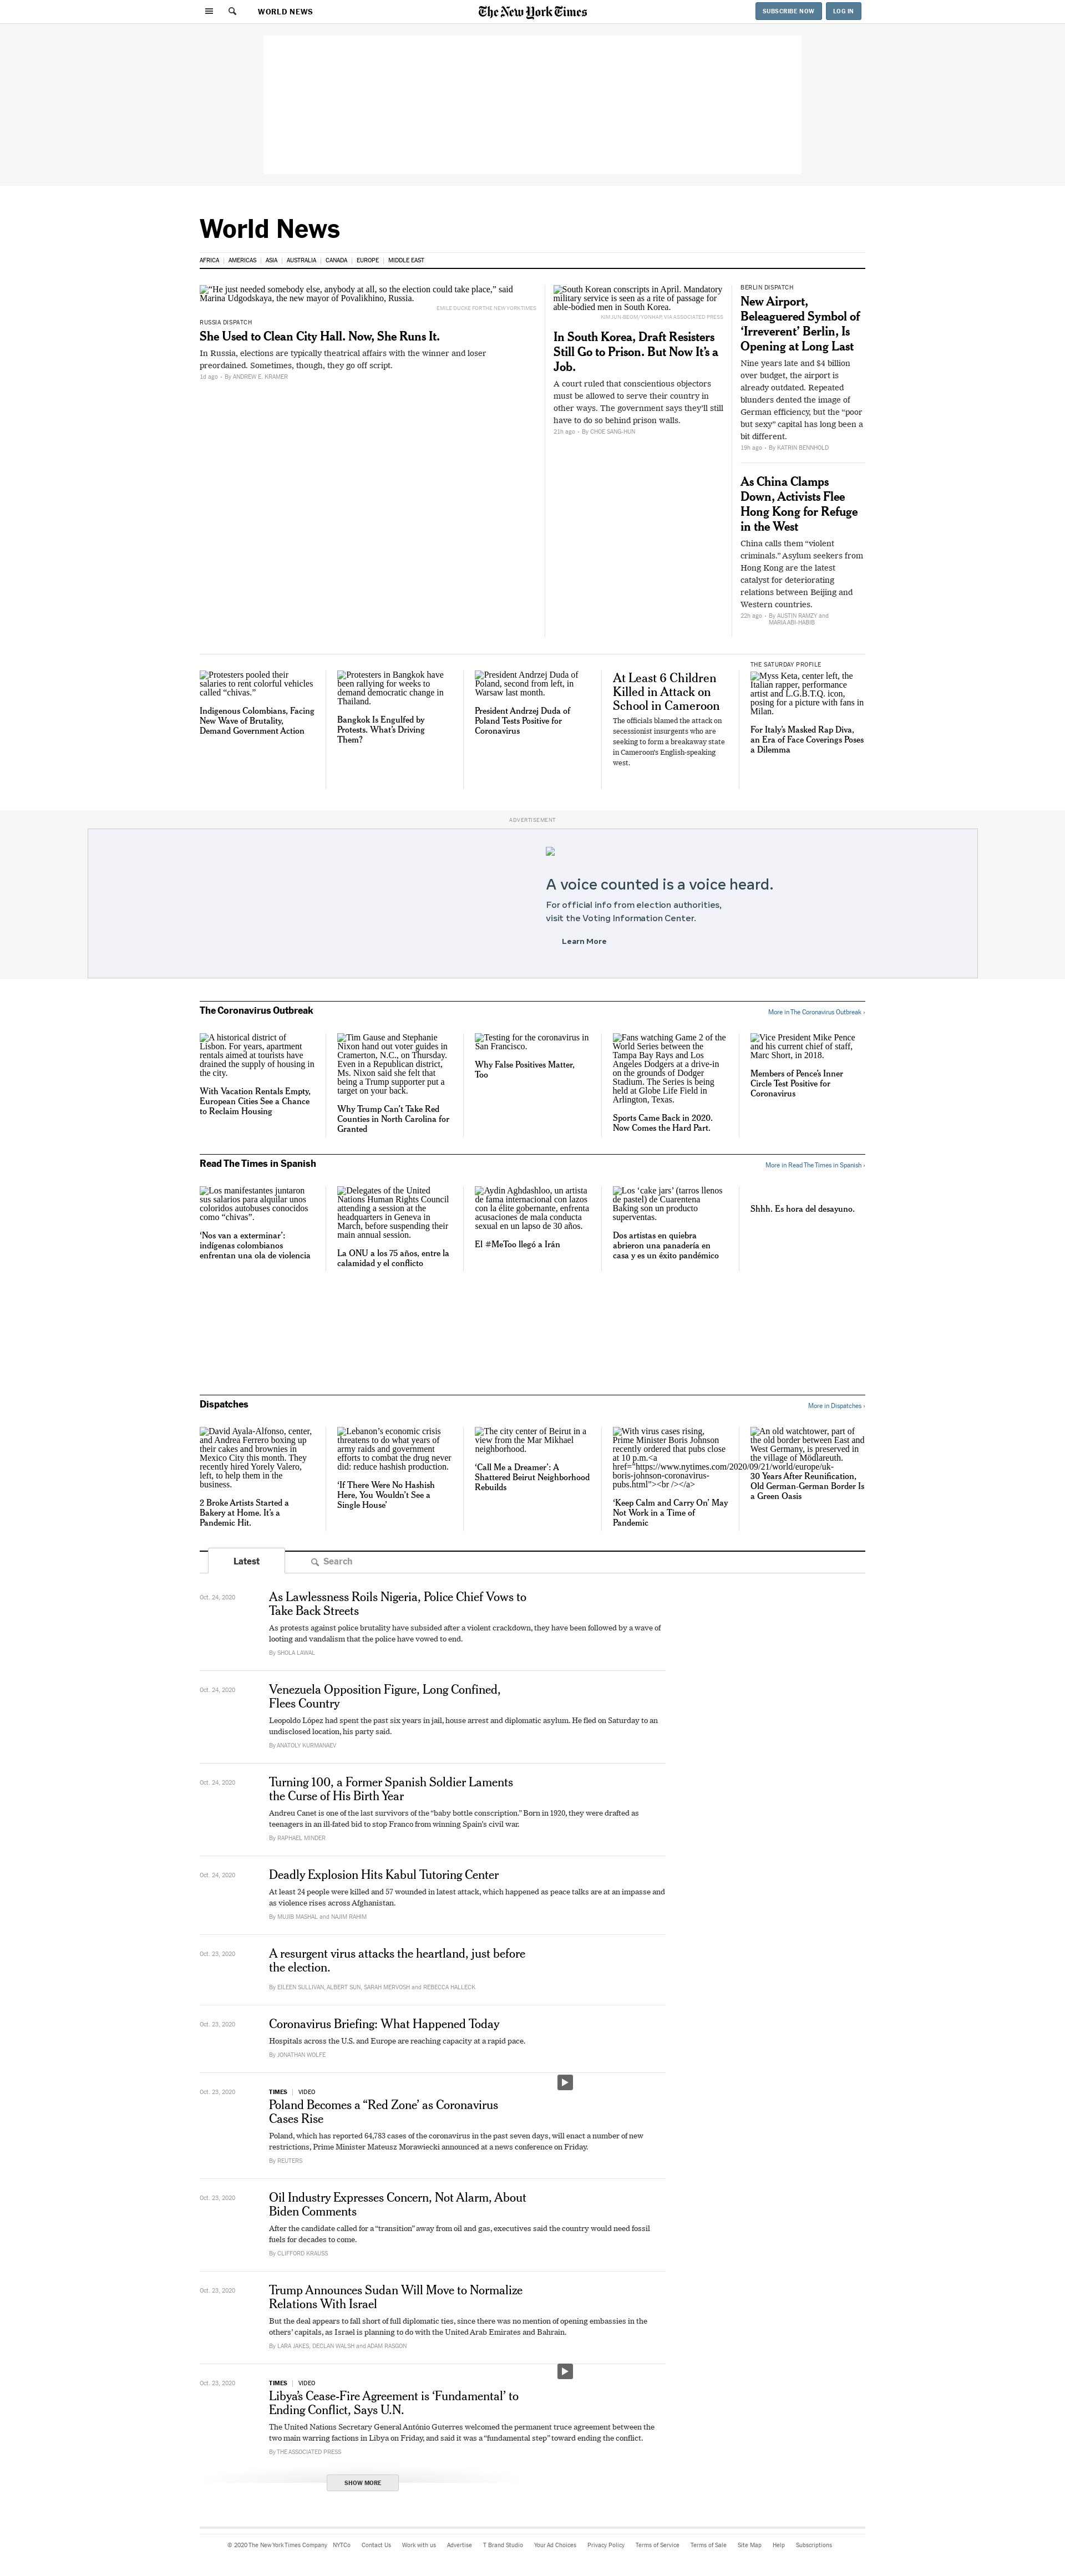 WORLD NEWS
The New York Times
SUBSCRIBE NOW
LOG IN
World News
AFRICA
AMERICAS
ASIA
AUSTRALIA
CANADA
EUROPE
MIDDLE EAST
“He just needed somebody else, anybody at all, so the election could take place,” said
Marina Udgodskaya, the new mayor of Povalikhino, Russia.
EMILE DUCKE FOR THE NEW YORK TIMES
RUSSIA DISPATCH
She Used to Clean City Hall. Now, She Runs It.
In Russia, elections are typically theatrical affairs with the winner and loser
preordained. Sometimes, though, they go off script.
1d ago
By ANDREW E. KRAMER
South Korean conscripts in April. Mandatory
military service is seen as a rite of passage for
able-bodied men in South Korea.
KIM JUN-BEOM/YONHAP, VIA ASSOCIATED PRESS
In South Korea, Draft Resisters
Still Go to Prison. But Now It’s a
Job.
A court ruled that conscientious objectors
must be allowed to serve their country in
other ways. The government says they’ll still
have to do so behind prison walls.
21h ago
By CHOE SANG-HUN
BERLIN DISPATCH
New Airport,
Beleaguered Symbol of
‘Irreverent’ Berlin, Is
Opening at Long Last
Nine years late and $4 billion
over budget, the airport is
already outdated. Repeated
blunders dented the image of
German efficiency, but the “poor
but sexy” capital has long been a
bit different.
19h ago
By KATRIN BENNHOLD
As China Clamps
Down, Activists Flee
Hong Kong for Refuge
in the West
China calls them “violent
criminals.” Asylum seekers from
Hong Kong are the latest
catalyst for deteriorating
relations between Beijing and
Western countries.
22h ago
By AUSTIN RAMZY and
MARIA ABI-HABIB
Protesters pooled their
salaries to rent colorful vehicles
called “chivas.”
Indigenous Colombians, Facing
New Wave of Brutality,
Demand Government Action
Protesters in Bangkok have
been rallying for weeks to
demand democratic change in
Thailand.
Bangkok Is Engulfed by
Protests. What’s Driving
Them?
President Andrzej Duda of
Poland, second from left, in
Warsaw last month.
President Andrzej Duda of
Poland Tests Positive for
Coronavirus
At Least 6 Children
Killed in Attack on
School in Cameroon
The officials blamed the attack on
secessionist insurgents who are
seeking to form a breakaway state
in Cameroon’s English-speaking
west.
THE SATURDAY PROFILE
Myss Keta, center left, the
Italian rapper, performance
artist and L.G.B.T.Q. icon,
posing for a picture with fans in
Milan.
For Italy’s Masked Rap Diva,
an Era of Face Coverings Poses
a Dilemma
ADVERTISEMENT
A voice counted is a voice heard.
For official info from election authorities,
visit the Voting Information Center.
Learn More
The Coronavirus Outbreak
More in The Coronavirus Outbreak ›
A historical district of
Lisbon. For years, apartment
rentals aimed at tourists have
drained the supply of housing in
the city.
With Vacation Rentals Empty,
European Cities See a Chance
to Reclaim Housing
Tim Gause and Stephanie
Nixon hand out voter guides in
Cramerton, N.C., on Thursday.
Even in a Republican district,
Ms. Nixon said she felt that
being a Trump supporter put a
target on your back.
Why Trump Can’t Take Red
Counties in North Carolina for
Granted
Testing for the coronavirus in
San Francisco.
Why False Positives Matter,
Too
Fans watching Game 2 of the
World Series between the
Tampa Bay Rays and Los
Angeles Dodgers at a drive-in
on the grounds of Dodger
Stadium. The Series is being
held at Globe Life Field in
Arlington, Texas.
Sports Came Back in 2020.
Now Comes the Hard Part.
Vice President Mike Pence
and his current chief of staff,
Marc Short, in 2018.
Members of Pence’s Inner
Circle Test Positive for
Coronavirus
Read The Times in Spanish
More in Read The Times in Spanish ›
Los manifestantes juntaron
sus salarios para alquilar unos
coloridos autobuses conocidos
como “chivas”.
‘Nos van a exterminar’:
indígenas colombianos
enfrentan una ola de violencia
Delegates of the United
Nations Human Rights Council
attending a session at the
headquarters in Geneva in
March, before suspending their
main annual session.
La ONU a los 75 años, entre la
calamidad y el conflicto
Aydin Aghdashloo, un artista
de fama internacional con lazos
con la élite gobernante, enfrenta
acusaciones de mala conducta
sexual en un lapso de 30 años.
El #MeToo llegó a Irán
Los ‘cake jars’ (tarros llenos
de pastel) de Cuarentena
Baking son un producto
superventas.
Dos artistas en quiebra
abrieron una panadería en
casa y es un éxito pandémico
Shhh. Es hora del desayuno.
Dispatches
More in Dispatches ›
David Ayala-Alfonso, center,
and Andrea Ferrero boxing up
their cakes and brownies in
Mexico City this month. They
recently hired Yorely Valero,
left, to help them in the
business.
2 Broke Artists Started a
Bakery at Home. It’s a
Pandemic Hit.
Lebanon’s economic crisis
threatens to do what years of
army raids and government
efforts to combat the drug never
did: reduce hashish production.
‘If There Were No Hashish
Here, You Wouldn’t See a
Single House’
The city center of Beirut in a
view from the Mar Mikhael
neighborhood.
‘Call Me a Dreamer’: A
Shattered Beirut Neighborhood
Rebuilds
With virus cases rising,
Prime Minister Boris Johnson
recently ordered that pubs close
at 10 p.m.<a
href="https://www.nytimes.com/2020/09/21/world/europe/uk-
boris-johnson-coronavirus-
pubs.html"><br /></a>
‘Keep Calm and Carry On’ May
Not Work in a Time of
Pandemic
An old watchtower, part of
the old border between East and
West Germany, is preserved in
the village of Mödlareuth.
30 Years After Reunification,
Old German-German Border Is
a Green Oasis
Latest
Search
Oct. 24, 2020
As Lawlessness Roils Nigeria, Police Chief Vows to
Take Back Streets
As protests against police brutality have subsided after a violent crackdown, they have been followed by a wave of
looting and vandalism that the police have vowed to end.
By SHOLA LAWAL
Oct. 24, 2020
Venezuela Opposition Figure, Long Confined,
Flees Country
Leopoldo López had spent the past six years in jail, house arrest and diplomatic asylum. He fled on Saturday to an
undisclosed location, his party said.
By ANATOLY KURMANAEV
Oct. 24, 2020
Turning 100, a Former Spanish Soldier Laments
the Curse of His Birth Year
Andreu Canet is one of the last survivors of the “baby bottle conscription.” Born in 1920, they were drafted as
teenagers in an ill-fated bid to stop Franco from winning Spain’s civil war.
By RAPHAEL MINDER
Oct. 24, 2020
Deadly Explosion Hits Kabul Tutoring Center
At least 24 people were killed and 57 wounded in latest attack, which happened as peace talks are at an impasse and
as violence rises across Afghanistan.
By MUJIB MASHAL and NAJIM RAHIM
Oct. 23, 2020
A resurgent virus attacks the heartland, just before
the election.
By EILEEN SULLIVAN, ALBERT SUN, SARAH MERVOSH and REBECCA HALLECK
Oct. 23, 2020
Coronavirus Briefing: What Happened Today
Hospitals across the U.S. and Europe are reaching capacity at a rapid pace.
By JONATHAN WOLFE
Oct. 23, 2020
TIMES
VIDEO
Poland Becomes a “Red Zone’ as Coronavirus
Cases Rise
Poland, which has reported 64,783 cases of the coronavirus in the past seven days, will enact a number of new
restrictions, Prime Minister Mateusz Morawiecki announced at a news conference on Friday.
By REUTERS
Oct. 23, 2020
Oil Industry Expresses Concern, Not Alarm, About
Biden Comments
After the candidate called for a “transition” away from oil and gas, executives said the country would need fossil
fuels for decades to come.
By CLIFFORD KRAUSS
Oct. 23, 2020
Trump Announces Sudan Will Move to Normalize
Relations With Israel
But the deal appears to fall short of full diplomatic ties, since there was no mention of opening embassies in the
others’ capitals, as Israel is planning to do with the United Arab Emirates and Bahrain.
By LARA JAKES, DECLAN WALSH and ADAM RASGON
Oct. 23, 2020
TIMES
VIDEO
Libya’s Cease-Fire Agreement is ‘Fundamental’ to
Ending Conflict, Says U.N.
The United Nations Secretary General António Guterres welcomed the permanent truce agreement between the
two main warring factions in Libya on Friday, and said it was a “fundamental step” toward ending the conflict.
By THE ASSOCIATED PRESS
SHOW MORE
© 2020 The New York Times Company
NYTCo
Contact Us
Work with us
Advertise
T Brand Studio
Your Ad Choices
Privacy Policy
Terms of Service
Terms of Sale
Site Map
Help
Subscriptions